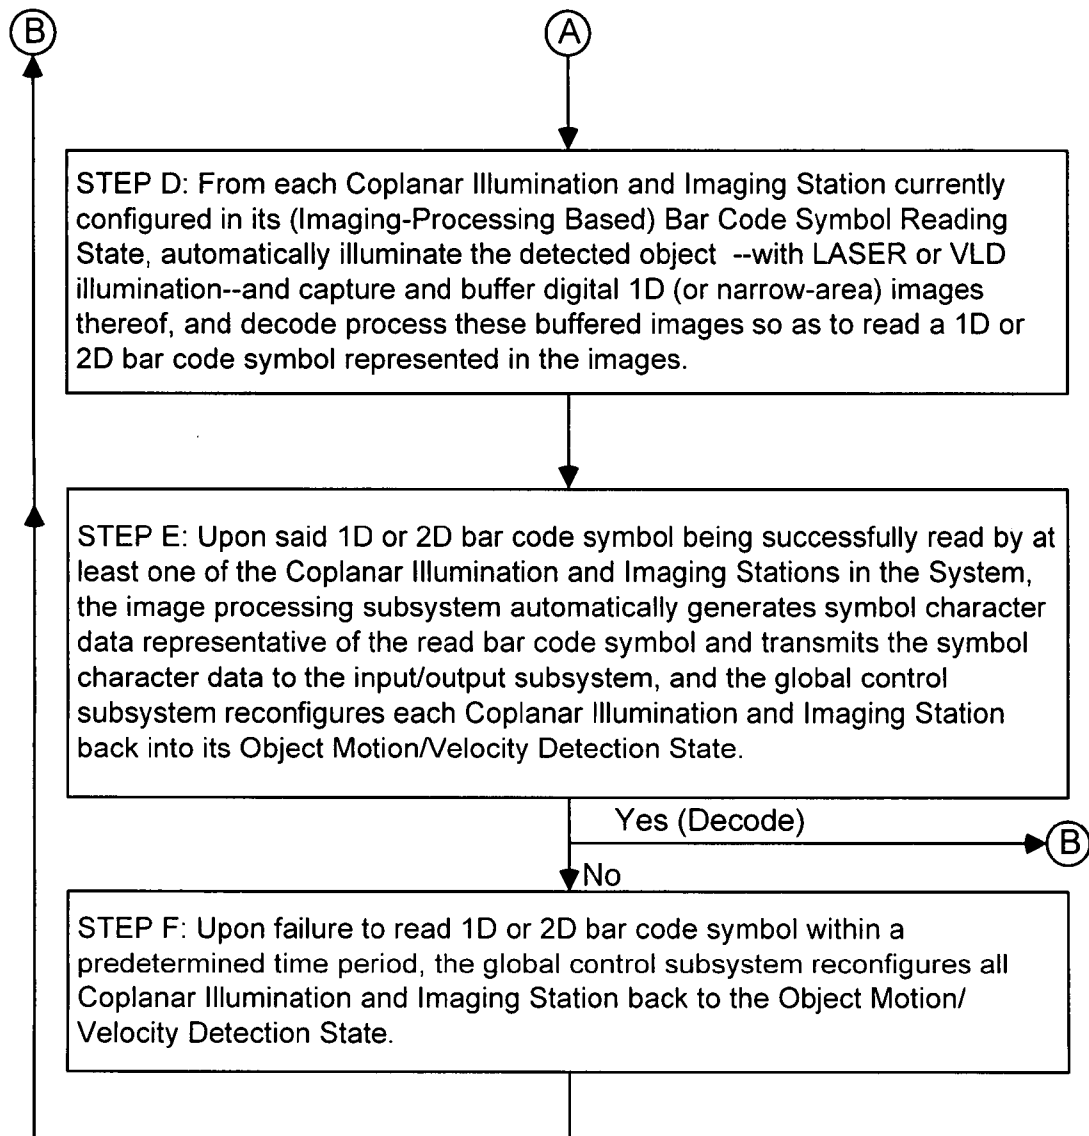 B
A
STEP D: From each Coplanar Illumination and Imaging Station currently
configured in its (Imaging-Processing Based) Bar Code Symbol Reading
State, automatically illuminate the detected object --with LASER or VLD
illumination--and capture and buffer digital 1D (or narrow-area) images
thereof, and decode process these buffered images so as to read a 1D or
2D bar code symbol represented in the images.
STEP E: Upon said 1D or 2D bar code symbol being successfully read by at
least one of the Coplanar Illumination and Imaging Stations in the System,
the image processing subsystem automatically generates symbol character
data representative of the read bar code symbol and transmits the symbol
character data to the input/output subsystem, and the global control
subsystem reconfigures each Coplanar Illumination and Imaging Station
back into its Object Motion/Velocity Detection State.
Yes (Decode)
B
No
STEP F: Upon failure to read 1D or 2D bar code symbol within a
predetermined time period, the global control subsystem reconfigures all
Coplanar Illumination and Imaging Station back to the Object Motion/
Velocity Detection State.